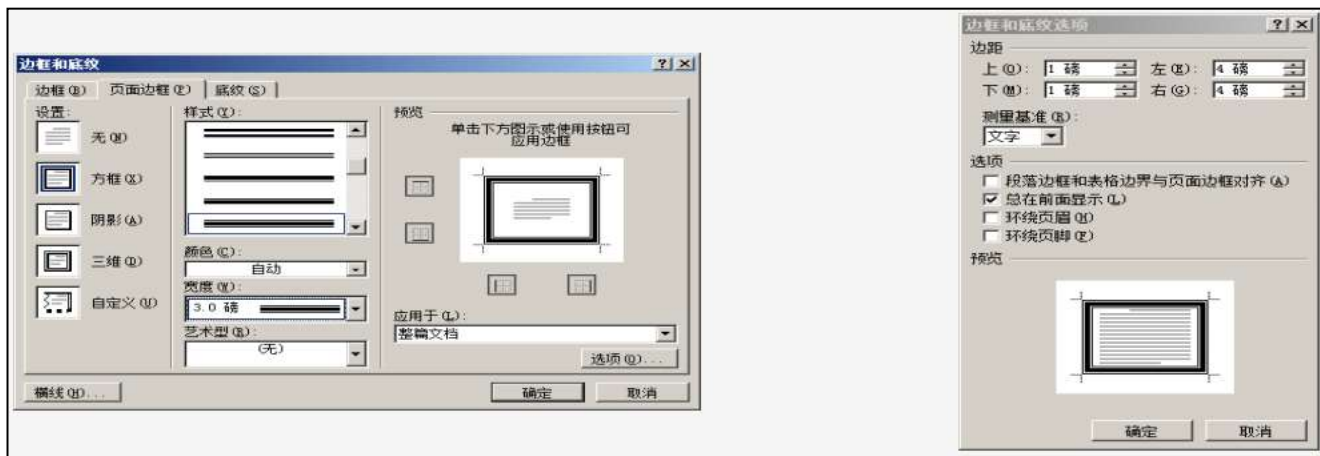 边框和底纹
边框(B) 页面边框(P) 底纹(S)
设置:
无(N)
方框(X)
阴影(A)
三维(D)
自定义(U)
样式(Y):
颜色(C):
自动
宽度(W):
3.0 磅
艺术型(R):
(无)
预览
单击下方图示或使用按钮可
应用边框
应用于(L):
整篇文档
选项(O)...
横线(H)...
确定
取消
边框和底纹选项
边距
上(O): 1 磅 左(E): 4 磅
下(M): 1 磅 右(G): 4 磅
测量基准(R):
文字
选项
段落边框和表格边界与页面边框对齐(A)
总在前面显示(L)
环绕页眉(H)
环绕页脚(F)
预览
确定
取消